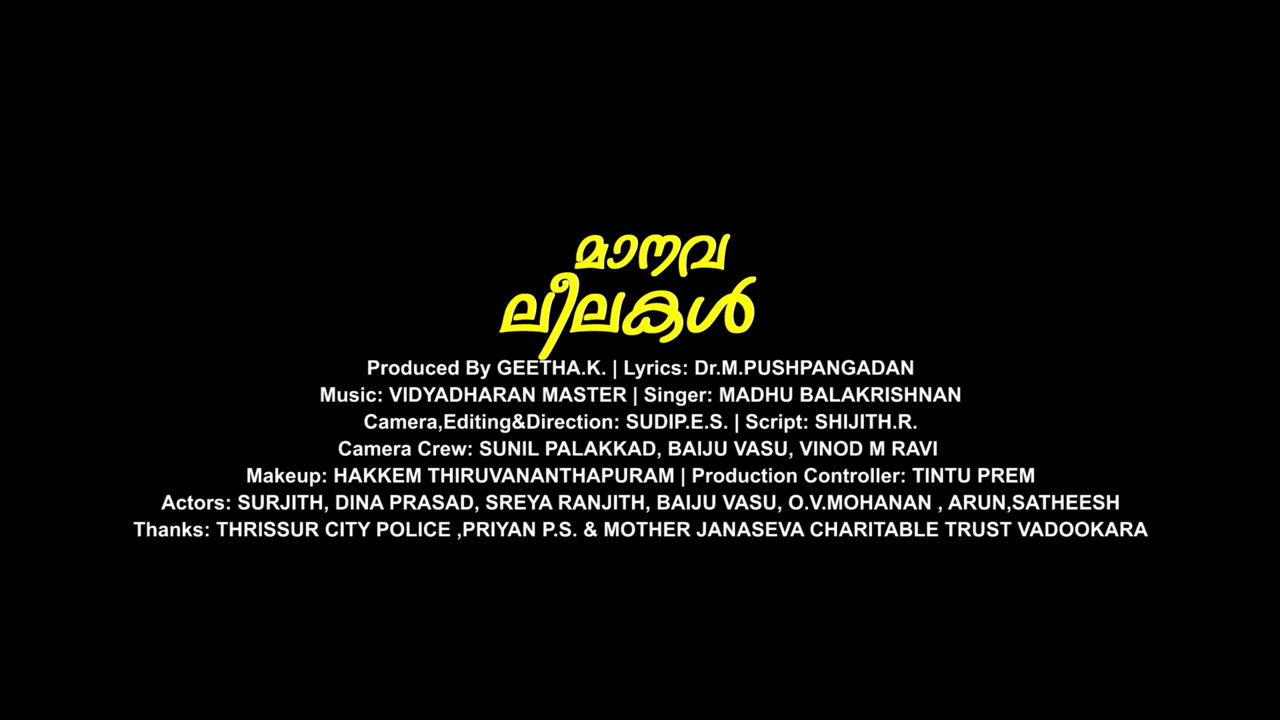 മാനവ
ലീലകൾ
Produced By GEETHA.K. | Lyrics: Dr.M.PUSHPANGADAN
Music: VIDYADHARAN MASTER | Singer: MADHU BALAKRISHNAN
Camera,Editing&Direction: SUDIP.E.S. | Script: SHIJITH.R.
Camera Crew: SUNIL PALAKKAD, BAIJU VASU, VINOD M RAVI
Makeup: HAKKEM THIRUVANANTHAPURAM | Production Controller: TINTU PREM
Actors: SURJITH, DINA PRASAD, SREYA RANJITH, BAIJU VASU, O.V.MOHANAN , ARUN,SATHEESH
Thanks: THRISSUR CITY POLICE ,PRIYAN P.S. & MOTHER JANASEVA CHARITABLE TRUST VADOOKARA